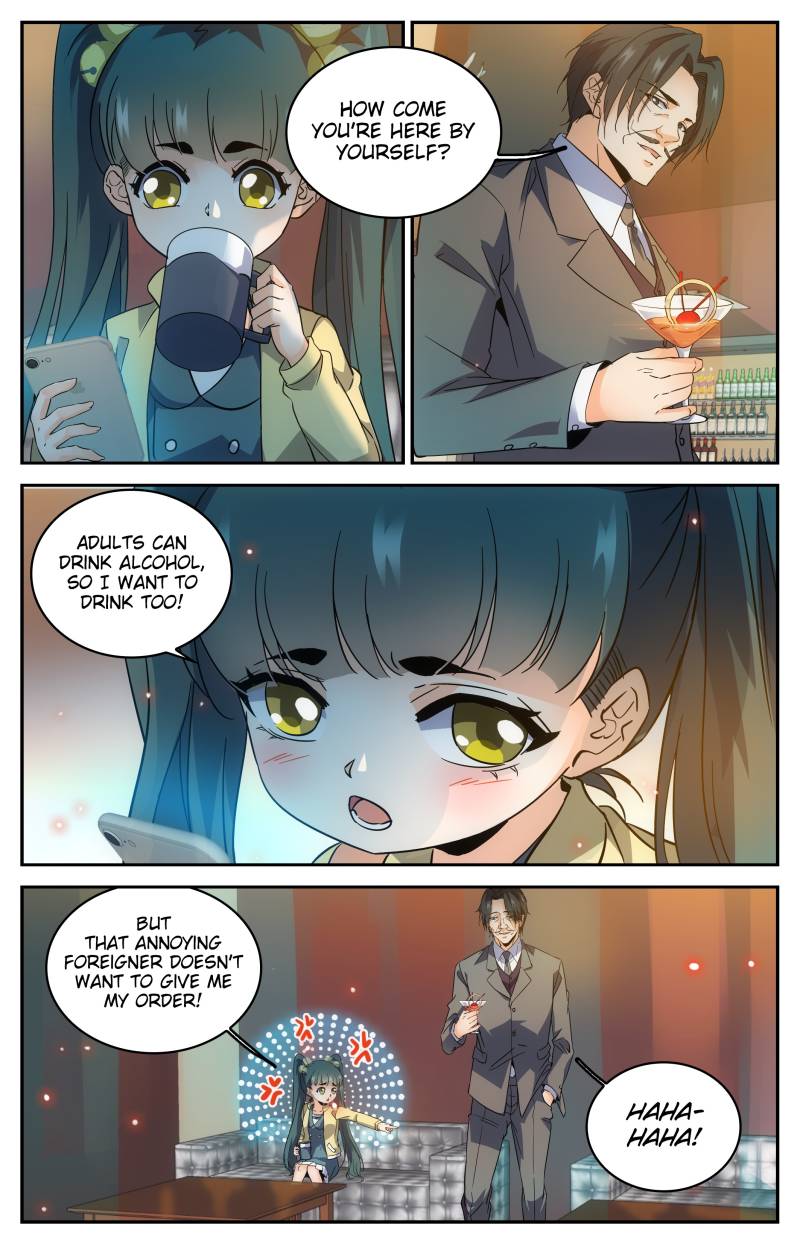 HOW COME
YOU'RE HERE BY
YOURSELF?
ADULTS CAN
DRINK ALCOHOL,
SO I WANT TO
DRINK TOO!
BUT
THAT ANNOYING
FOREIGNER DOESN'T
WANT TO GIVE ME
MY ORDER!
HAHA-
HAHA!